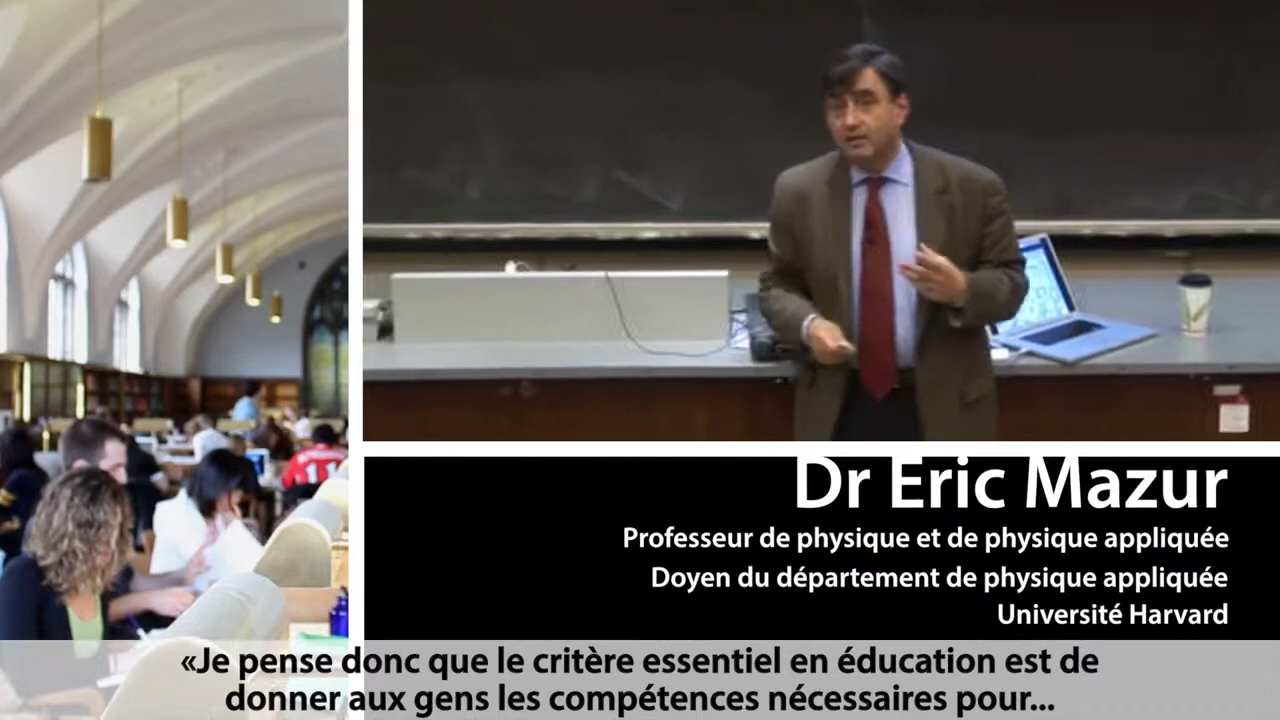 Dr Eric Mazur
Professeur de physique et de physique appliquée
Doyen du département de physique appliquée
Université Harvard
11
«Je pense donc que le critère essentiel en éducation est de
donner aux gens les compétences nécessaires pour...